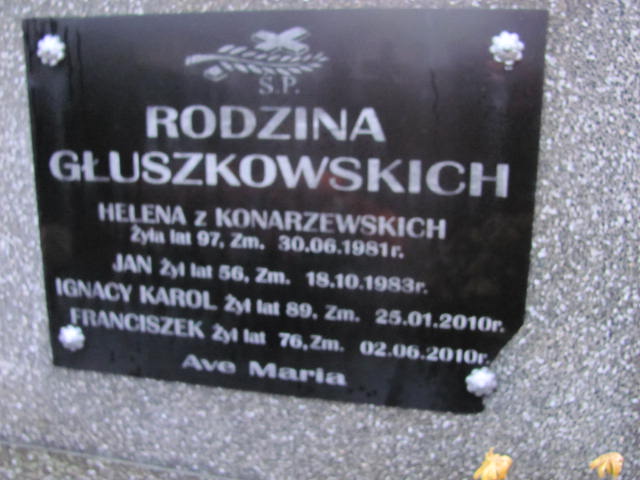 Ś.P.
RODZINA
GŁUSZKOWSKICH
HELENA z KONARZEWSKICH
Żyła lat 97, Zm. 30.06.1981r.
JAN Żył lat 56, Zm. 18.10.1983r.
IGNACY KAROL Żył lat 89, Zm. 25.01.2010r.
FRANCISZEK Żył lat 76, Zm. 02.06.2010r.
Ave Maria